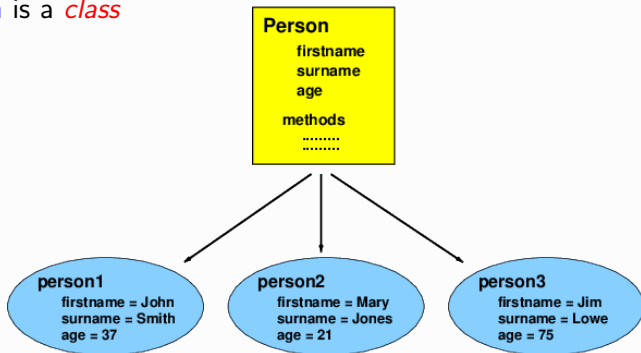 is a class
Person
firstname
surname
age
methods
.........
.........
person1
firstname = John
surname = Smith
age = 37
person2
firstname = Mary
surname = Jones
age = 21
person3
firstname = Jim
surname = Lowe
age = 75